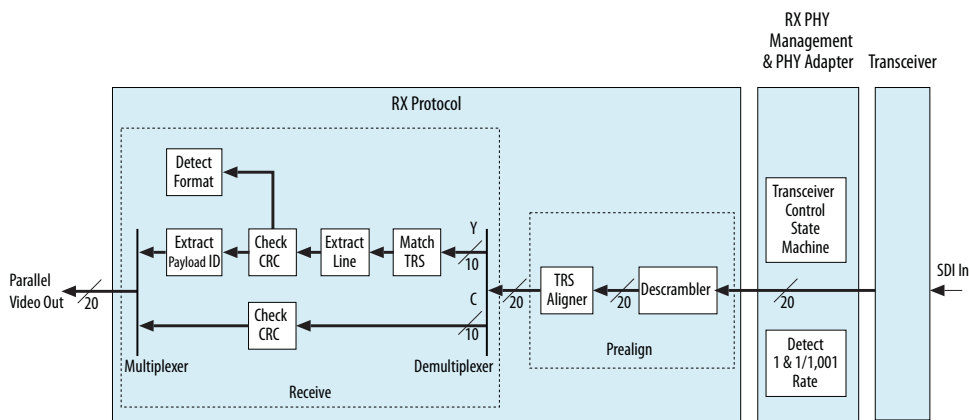 RX PHY
Management
& PHY Adapter
Transceiver
RX Protocol
Detect
Format
Transceiver
Control
State
Machine
Y
Extract
Payload ID
Check
CRC
Extract
Line
Match
TRS
10
Parallel
Video Out
20
TRS
Aligner
Descrambler
SDI In
20
20
20
C
Check
CRC
10
Multiplexer
Demultiplexer
Prealign
Detect
1 & 1/1,001
Rate
Receive